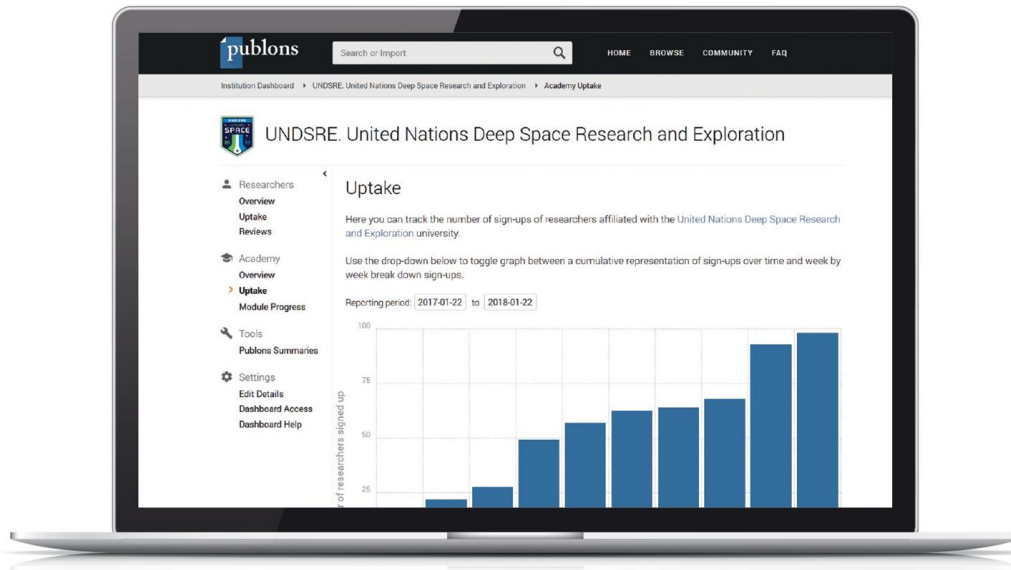 publons
Search or Import
HOME BROWSE COMMUNITY FAQ
Institution Dashboard › UNDSRE. United Nations Deep Space Research and Exploration › Academy Uptake
SPACE
UNDSRE. United Nations Deep Space Research and Exploration
Researchers
Overview
Uptake
Reviews
Academy
Overview
Uptake
Module Progress
Tools
Publons Summaries
Settings
Edit Details
Dashboard Access
Dashboard Help
Uptake
Here you can track the number of sign-ups of researchers affiliated with the United Nations Deep Space Research
and Exploration university.
Use the drop-down below to toggle graph between a cumulative representation of sign-ups over time and week by
week break down sign-ups.
Reporting period: 2017-01-22 to 2018-01-22
100
75
50
25
r of researchers signed up